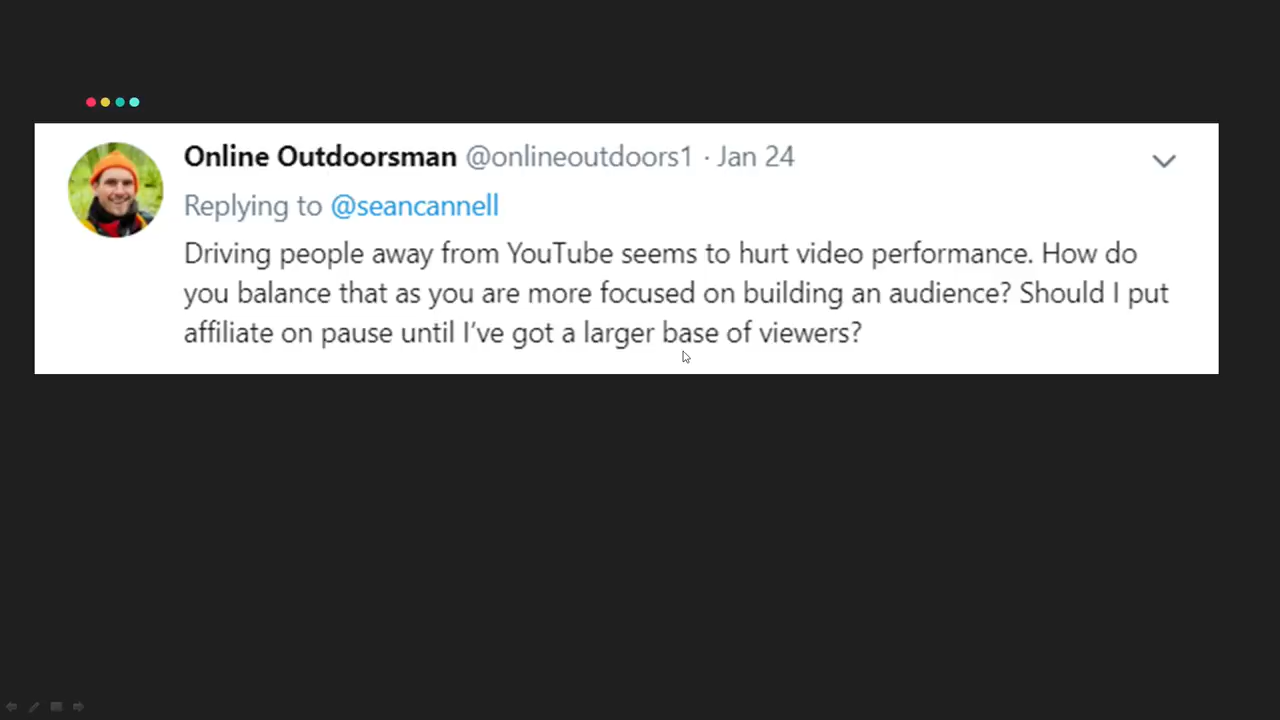 Online Outdoorsman @onlineoutdoors1 · Jan 24
Replying to @seancannell
Driving people away from YouTube seems to hurt video performance. How do
you balance that as you are more focused on building an audience? Should I put
affiliate on pause until I've got a larger base of viewers?